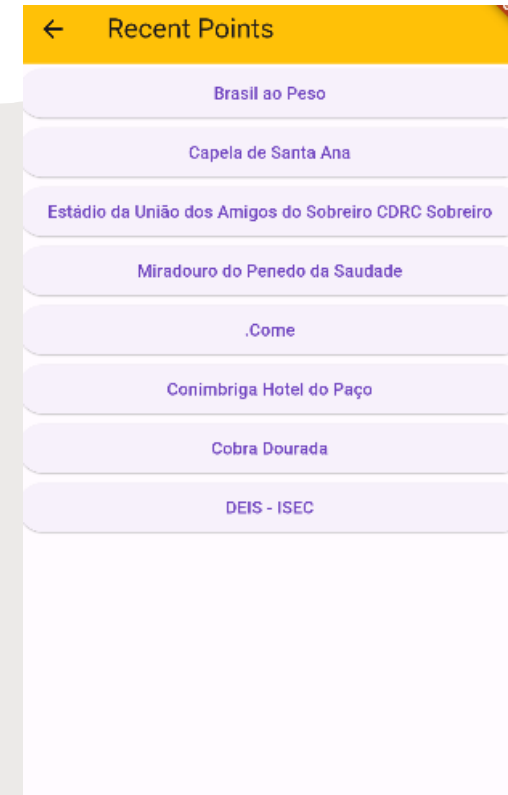 Recent Points
Brasil ao Peso
Capela de Santa Ana
Estádio da União dos Amigos do Sobreiro CDRC Sobreiro
Miradouro do Penedo da Saudade
.Come
Conimbriga Hotel do Paço
Cobra Dourada
DEIS - ISEC